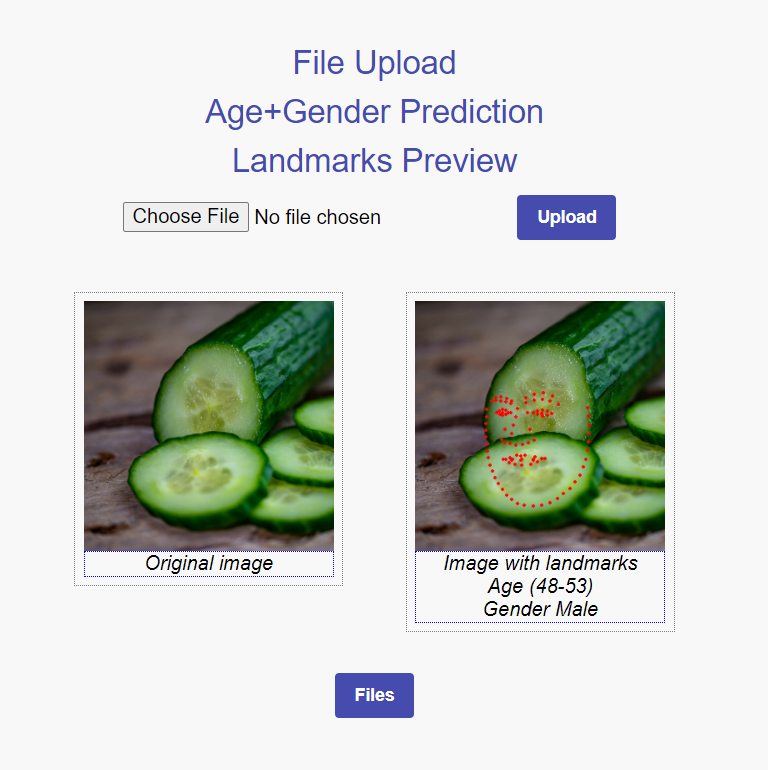 File Upload
Age+Gender Prediction
Landmarks Preview
Choose File No file chosen
Upload
Original image
Image with landmarks
Age (48-53)
Gender Male
Files